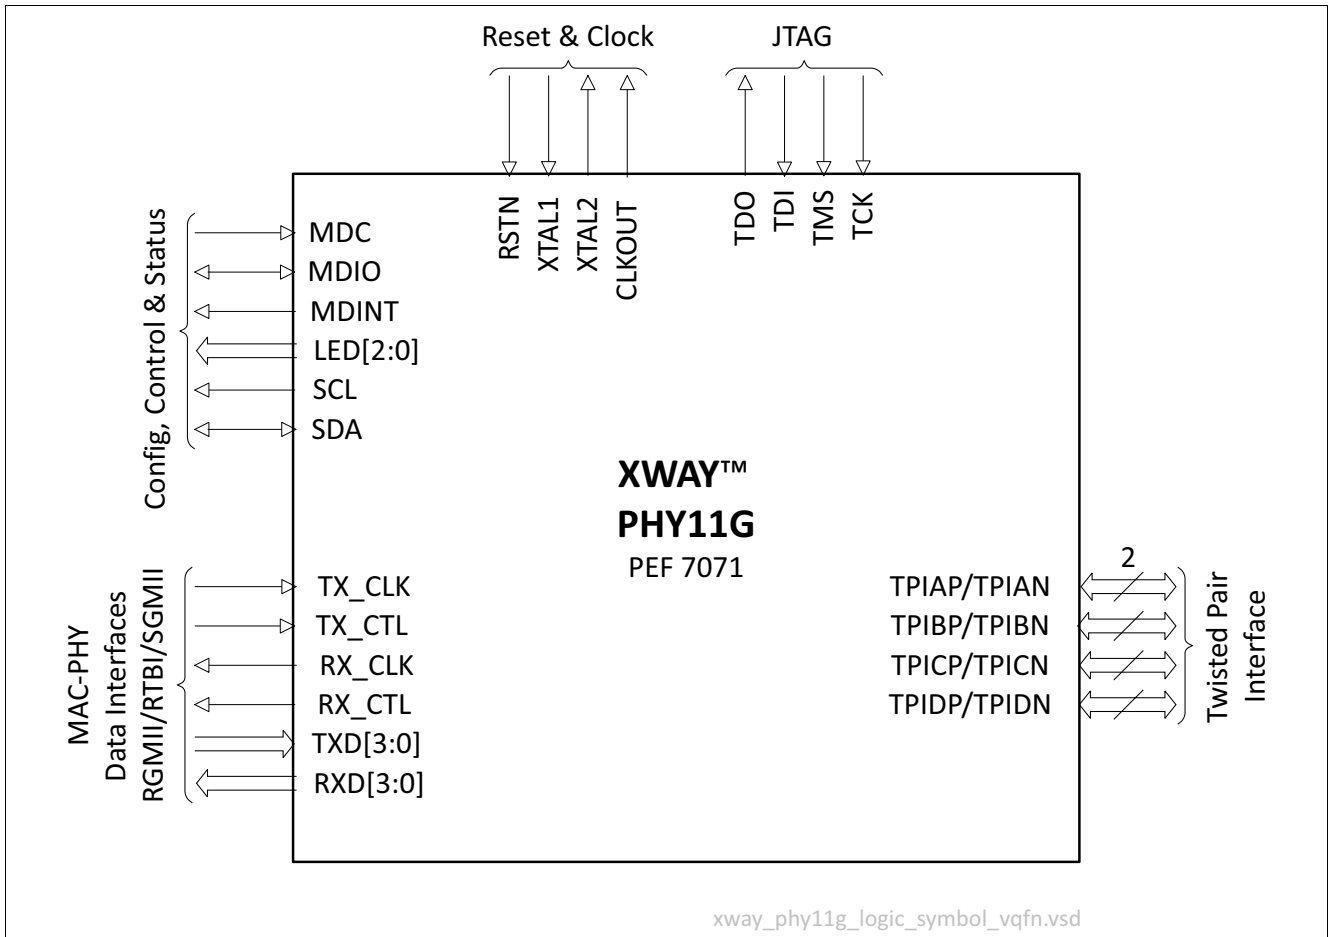 Reset & Clock
JTAG
RSTN
XTAL1
XTAL2
CLKOUT
TDO
TDI
TMS
TCK
Config, Control & Status
MDC
MDIO
MDINT
LED[2:0]
SCL
SDA
XWAY™
PHY11G
PEF 7071
MAC-PHY
Data Interfaces
RGMII/RTBI/SGMII
TX_CLK
TX_CTL
RX_CLK
RX_CTL
TXD[3:0]
RXD[3:0]
2
TPIAP/TPIAN
TPIBP/TPIBN
TPICP/TPICN
TPIDP/TPIDN
Twisted Pair
Interface
xway_phy11g_logic_symbol_vqfn.vsd